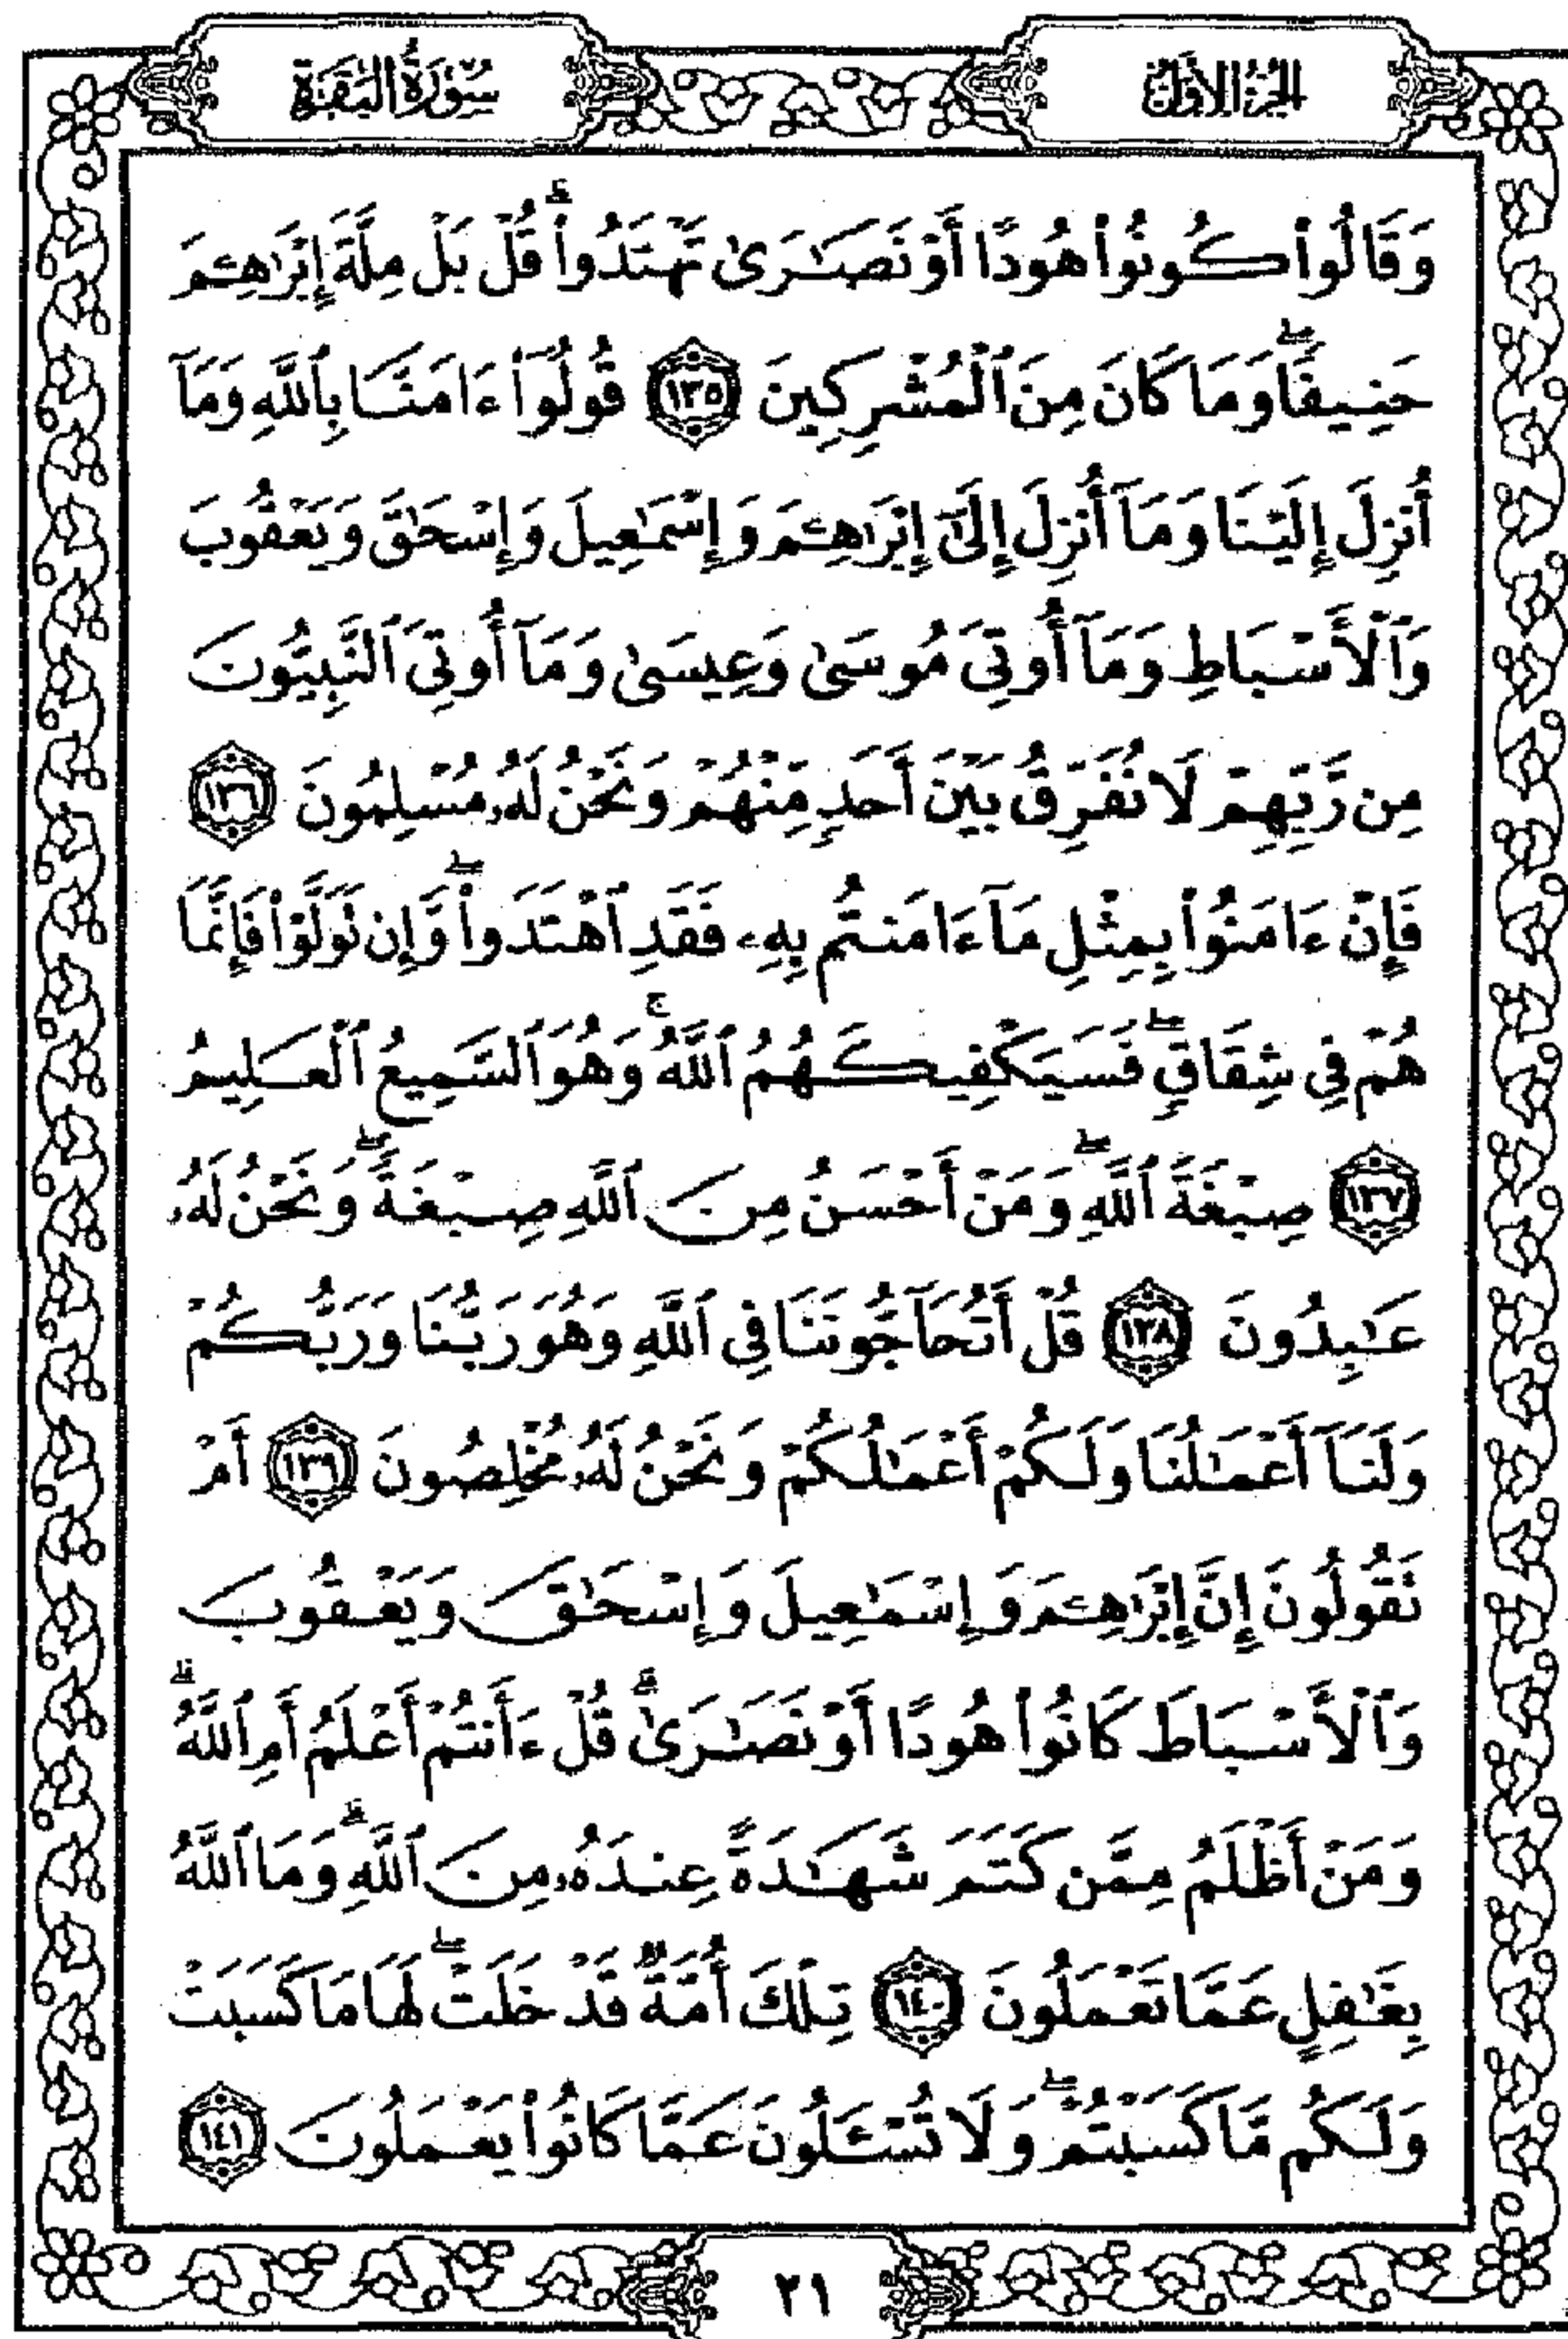 الجزء الأول
سورة البقرة
وَقَالُوا۟ كُونُوا۟ هُودًا أَوْ نَصَٰرَىٰ تَهْتَدُوا۟ ۗ قُلْ بَلْ مِلَّةَ إِبْرَٰهِـۧمَ
حَنِيفًا ۖ وَمَا كَانَ مِنَ ٱلْمُشْرِكِينَ ١٣٥ قُولُوٓا۟ ءَامَنَّا بِٱللَّهِ وَمَآ
أُنزِلَ إِلَيْنَا وَمَآ أُنزِلَ إِلَىٰٓ إِبْرَٰهِـۧمَ وَإِسْمَٰعِيلَ وَإِسْحَٰقَ وَيَعْقُوبَ
وَٱلْأَسْبَاطِ وَمَآ أُوتِىَ مُوسَىٰ وَعِيسَىٰ وَمَآ أُوتِىَ ٱلنَّبِيُّونَ
مِن رَّبِّهِمْ لَا نُفَرِّقُ بَيْنَ أَحَدٍ مِّنْهُمْ وَنَحْنُ لَهُۥ مُسْلِمُونَ ١٣٦
فَإِنْ ءَامَنُوا۟ بِمِثْلِ مَآ ءَامَنتُم بِهِۦ فَقَدِ ٱهْتَدَوا۟ ۖ وَّإِن تَوَلَّوْا۟ فَإِنَّمَا
هُمْ فِى شِقَاقٍ ۖ فَسَيَكْفِيكَهُمُ ٱللَّهُ ۚ وَهُوَ ٱلسَّمِيعُ ٱلْعَلِيمُ
١٣٧ صِبْغَةَ ٱللَّهِ ۖ وَمَنْ أَحْسَنُ مِنَ ٱللَّهِ صِبْغَةً ۖ وَنَحْنُ لَهُۥ
عَٰبِدُونَ ١٣٨ قُلْ أَتُحَآجُّونَنَا فِى ٱللَّهِ وَهُوَ رَبُّنَا وَرَبُّكُمْ
وَلَنَآ أَعْمَٰلُنَا وَلَكُمْ أَعْمَٰلُكُمْ وَنَحْنُ لَهُۥ مُخْلِصُونَ ١٣٩ أَمْ
تَقُولُونَ إِنَّ إِبْرَٰهِـۧمَ وَإِسْمَٰعِيلَ وَإِسْحَٰقَ وَيَعْقُوبَ
وَٱلْأَسْبَاطَ كَانُوا۟ هُودًا أَوْ نَصَٰرَىٰ ۗ قُلْ ءَأَنتُمْ أَعْلَمُ أَمِ ٱللَّهُ ۗ
وَمَنْ أَظْلَمُ مِمَّن كَتَمَ شَهَٰدَةً عِندَهُۥ مِنَ ٱللَّهِ ۗ وَمَا ٱللَّهُ
بِغَٰفِلٍ عَمَّا تَعْمَلُونَ ١٤٠ تِلْكَ أُمَّةٌ قَدْ خَلَتْ ۖ لَهَا مَا كَسَبَتْ
وَلَكُم مَّا كَسَبْتُمْ ۖ وَلَا تُسْـَٔلُونَ عَمَّا كَانُوا۟ يَعْمَلُونَ ١٤١
٢١